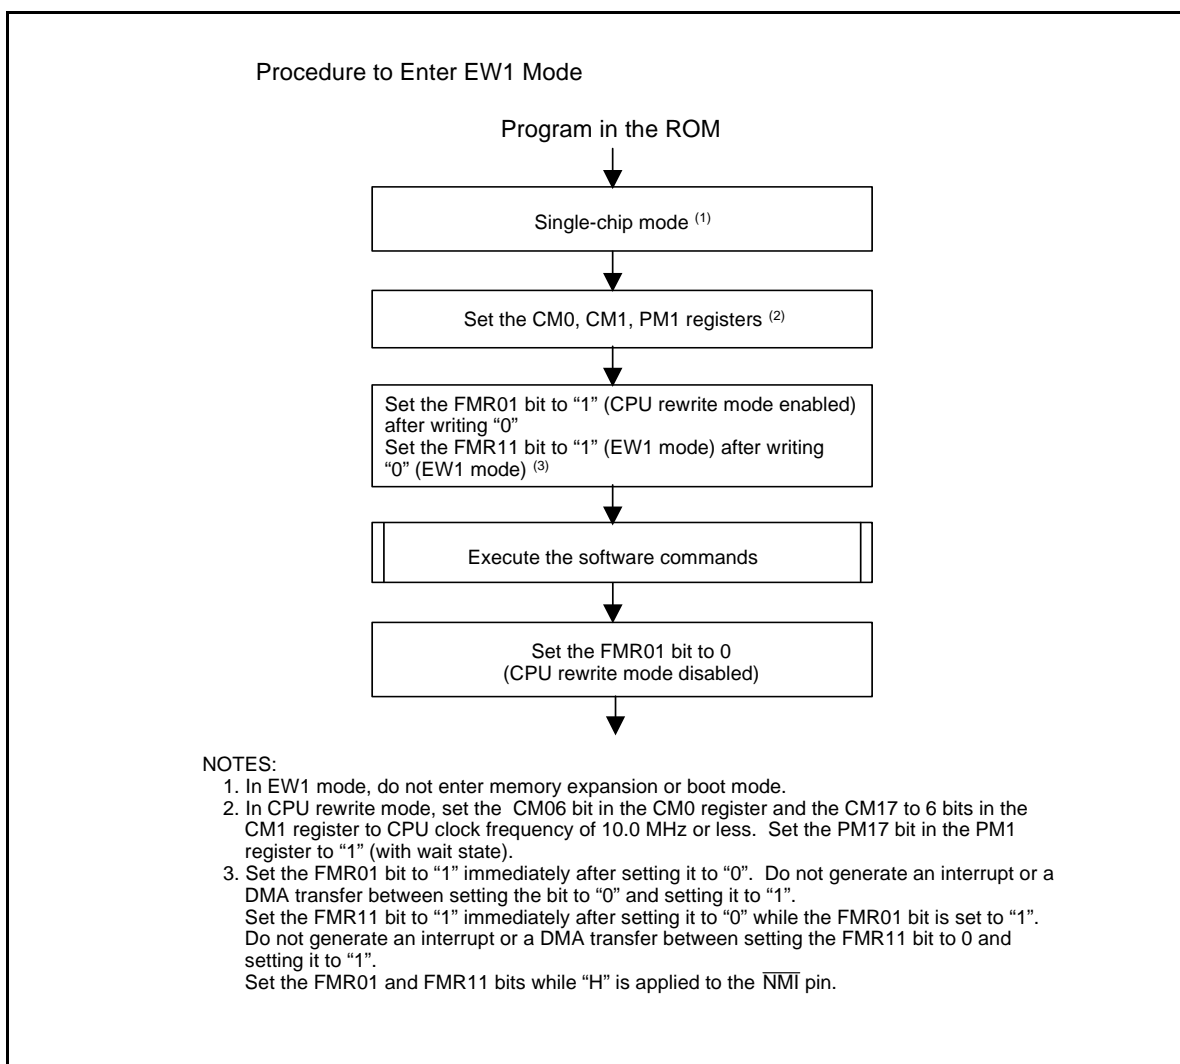 Procedure to Enter EW1 Mode
Program in the ROM
Single-chip mode (1)
Set the CM0, CM1, PM1 registers (2)
Set the FMR01 bit to “1” (CPU rewrite mode enabled)
after writing “0”
Set the FMR11 bit to “1” (EW1 mode) after writing
“0” (EW1 mode) (3)
Execute the software commands
Set the FMR01 bit to 0
(CPU rewrite mode disabled)
NOTES:
1. In EW1 mode, do not enter memory expansion or boot mode.
2. In CPU rewrite mode, set the CM06 bit in the CM0 register and the CM17 to 6 bits in the
CM1 register to CPU clock frequency of 10.0 MHz or less. Set the PM17 bit in the PM1
register to “1” (with wait state).
3. Set the FMR01 bit to “1” immediately after setting it to “0”. Do not generate an interrupt or a
DMA transfer between setting the bit to “0” and setting it to “1”.
Set the FMR11 bit to “1” immediately after setting it to “0” while the FMR01 bit is set to “1”.
Do not generate an interrupt or a DMA transfer between setting the FMR11 bit to 0 and
setting it to “1”.
Set the FMR01 and FMR11 bits while “H” is applied to the NMI pin.